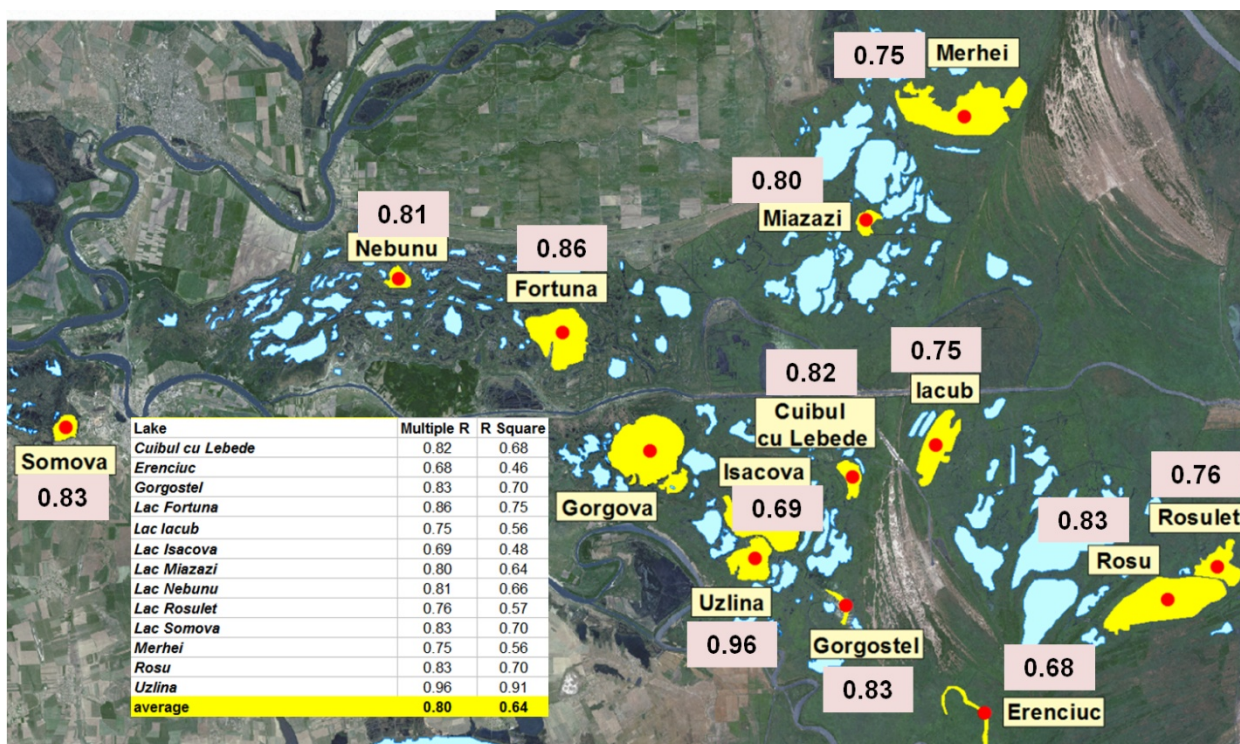 0.75
Merhei
0.80
Miazazi
0.81
Nebunu
0.86
Fortuna
0.75
Iacub
0.82
Cuibul
cu Lebede
Isacova
0.69
Gorgova
Somova
0.83
0.76
Rosulet
0.83
Rosu
Uzlina
0.96
Gorgostel
0.83
0.68
Erenciuc
Lake Multiple R R Square
Cuibul cu Lebede 0.82 0.68
Erenciuc 0.68 0.46
Gorgostel 0.83 0.70
Lac Fortuna 0.86 0.75
Lac Iacub 0.75 0.56
Lac Isacova 0.69 0.48
Lac Miazazi 0.80 0.64
Lac Nebunu 0.81 0.66
Lac Rosulet 0.76 0.57
Lac Somova 0.83 0.70
Merhei 0.75 0.56
Rosu 0.83 0.70
Uzlina 0.96 0.91
average 0.80 0.64